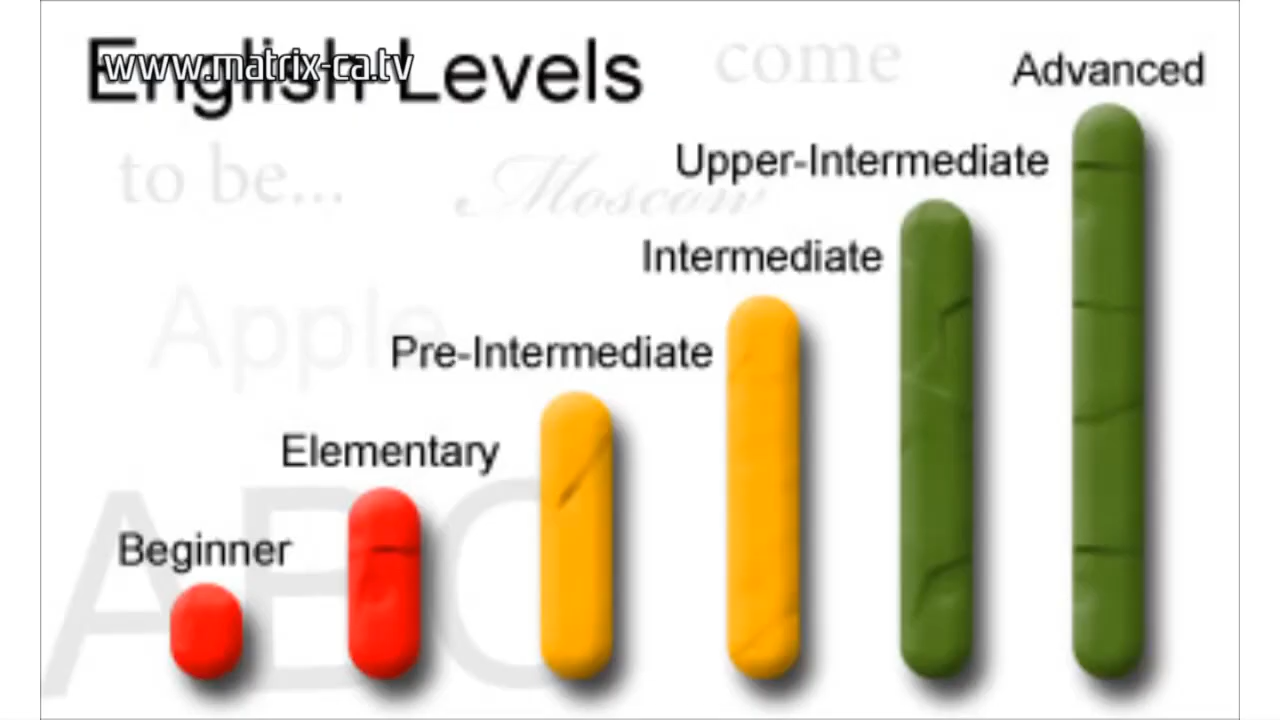 English Levels
www.matrix-ca.tv
come
Advanced
to be...
Moscow
Upper-Intermediate
Intermediate
Apple
Pre-Intermediate
Elementary
ABC
Beginner